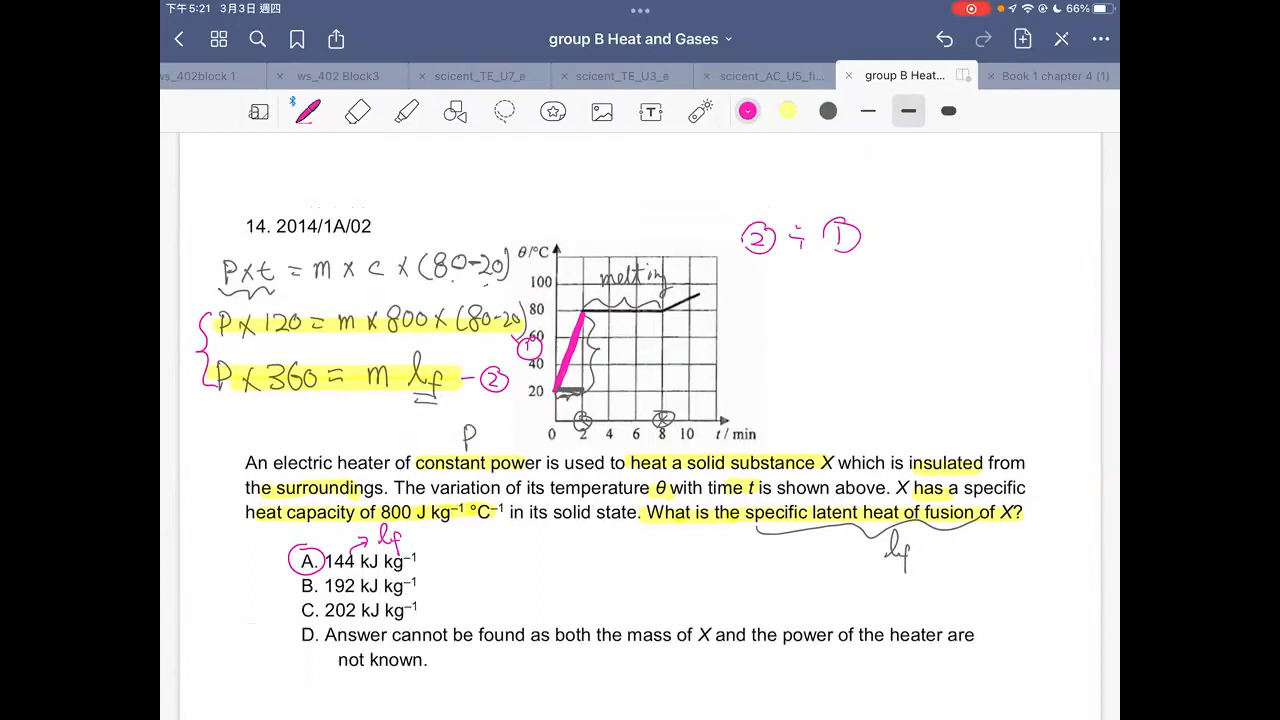 下午 5:21 3月3日 週四
66%
group B Heat and Gases
ws_402block 1
ws_402 Block3
scicent_TE_U7_e
scicent_TE_U3_e
scicent_AC_U5_fi...
group B Heat...
Book 1 chapter 4 (1)
14. 2014/1A/02
② ÷ ①
P×t = m × c × (80-20)
P × 120 = m × 800 × (80-20)
①
P × 360 = m lf — ②
θ/°C
100
80
60
40
20
melting
0 2 4 6 8 10 t / min
P
An electric heater of constant power is used to heat a solid substance X which is insulated from
the surroundings. The variation of its temperature θ with time t is shown above. X has a specific
heat capacity of 800 J kg⁻¹ °C⁻¹ in its solid state. What is the specific latent heat of fusion of X?
lf
lf
A. 144 kJ kg⁻¹
B. 192 kJ kg⁻¹
C. 202 kJ kg⁻¹
D. Answer cannot be found as both the mass of X and the power of the heater are
not known.